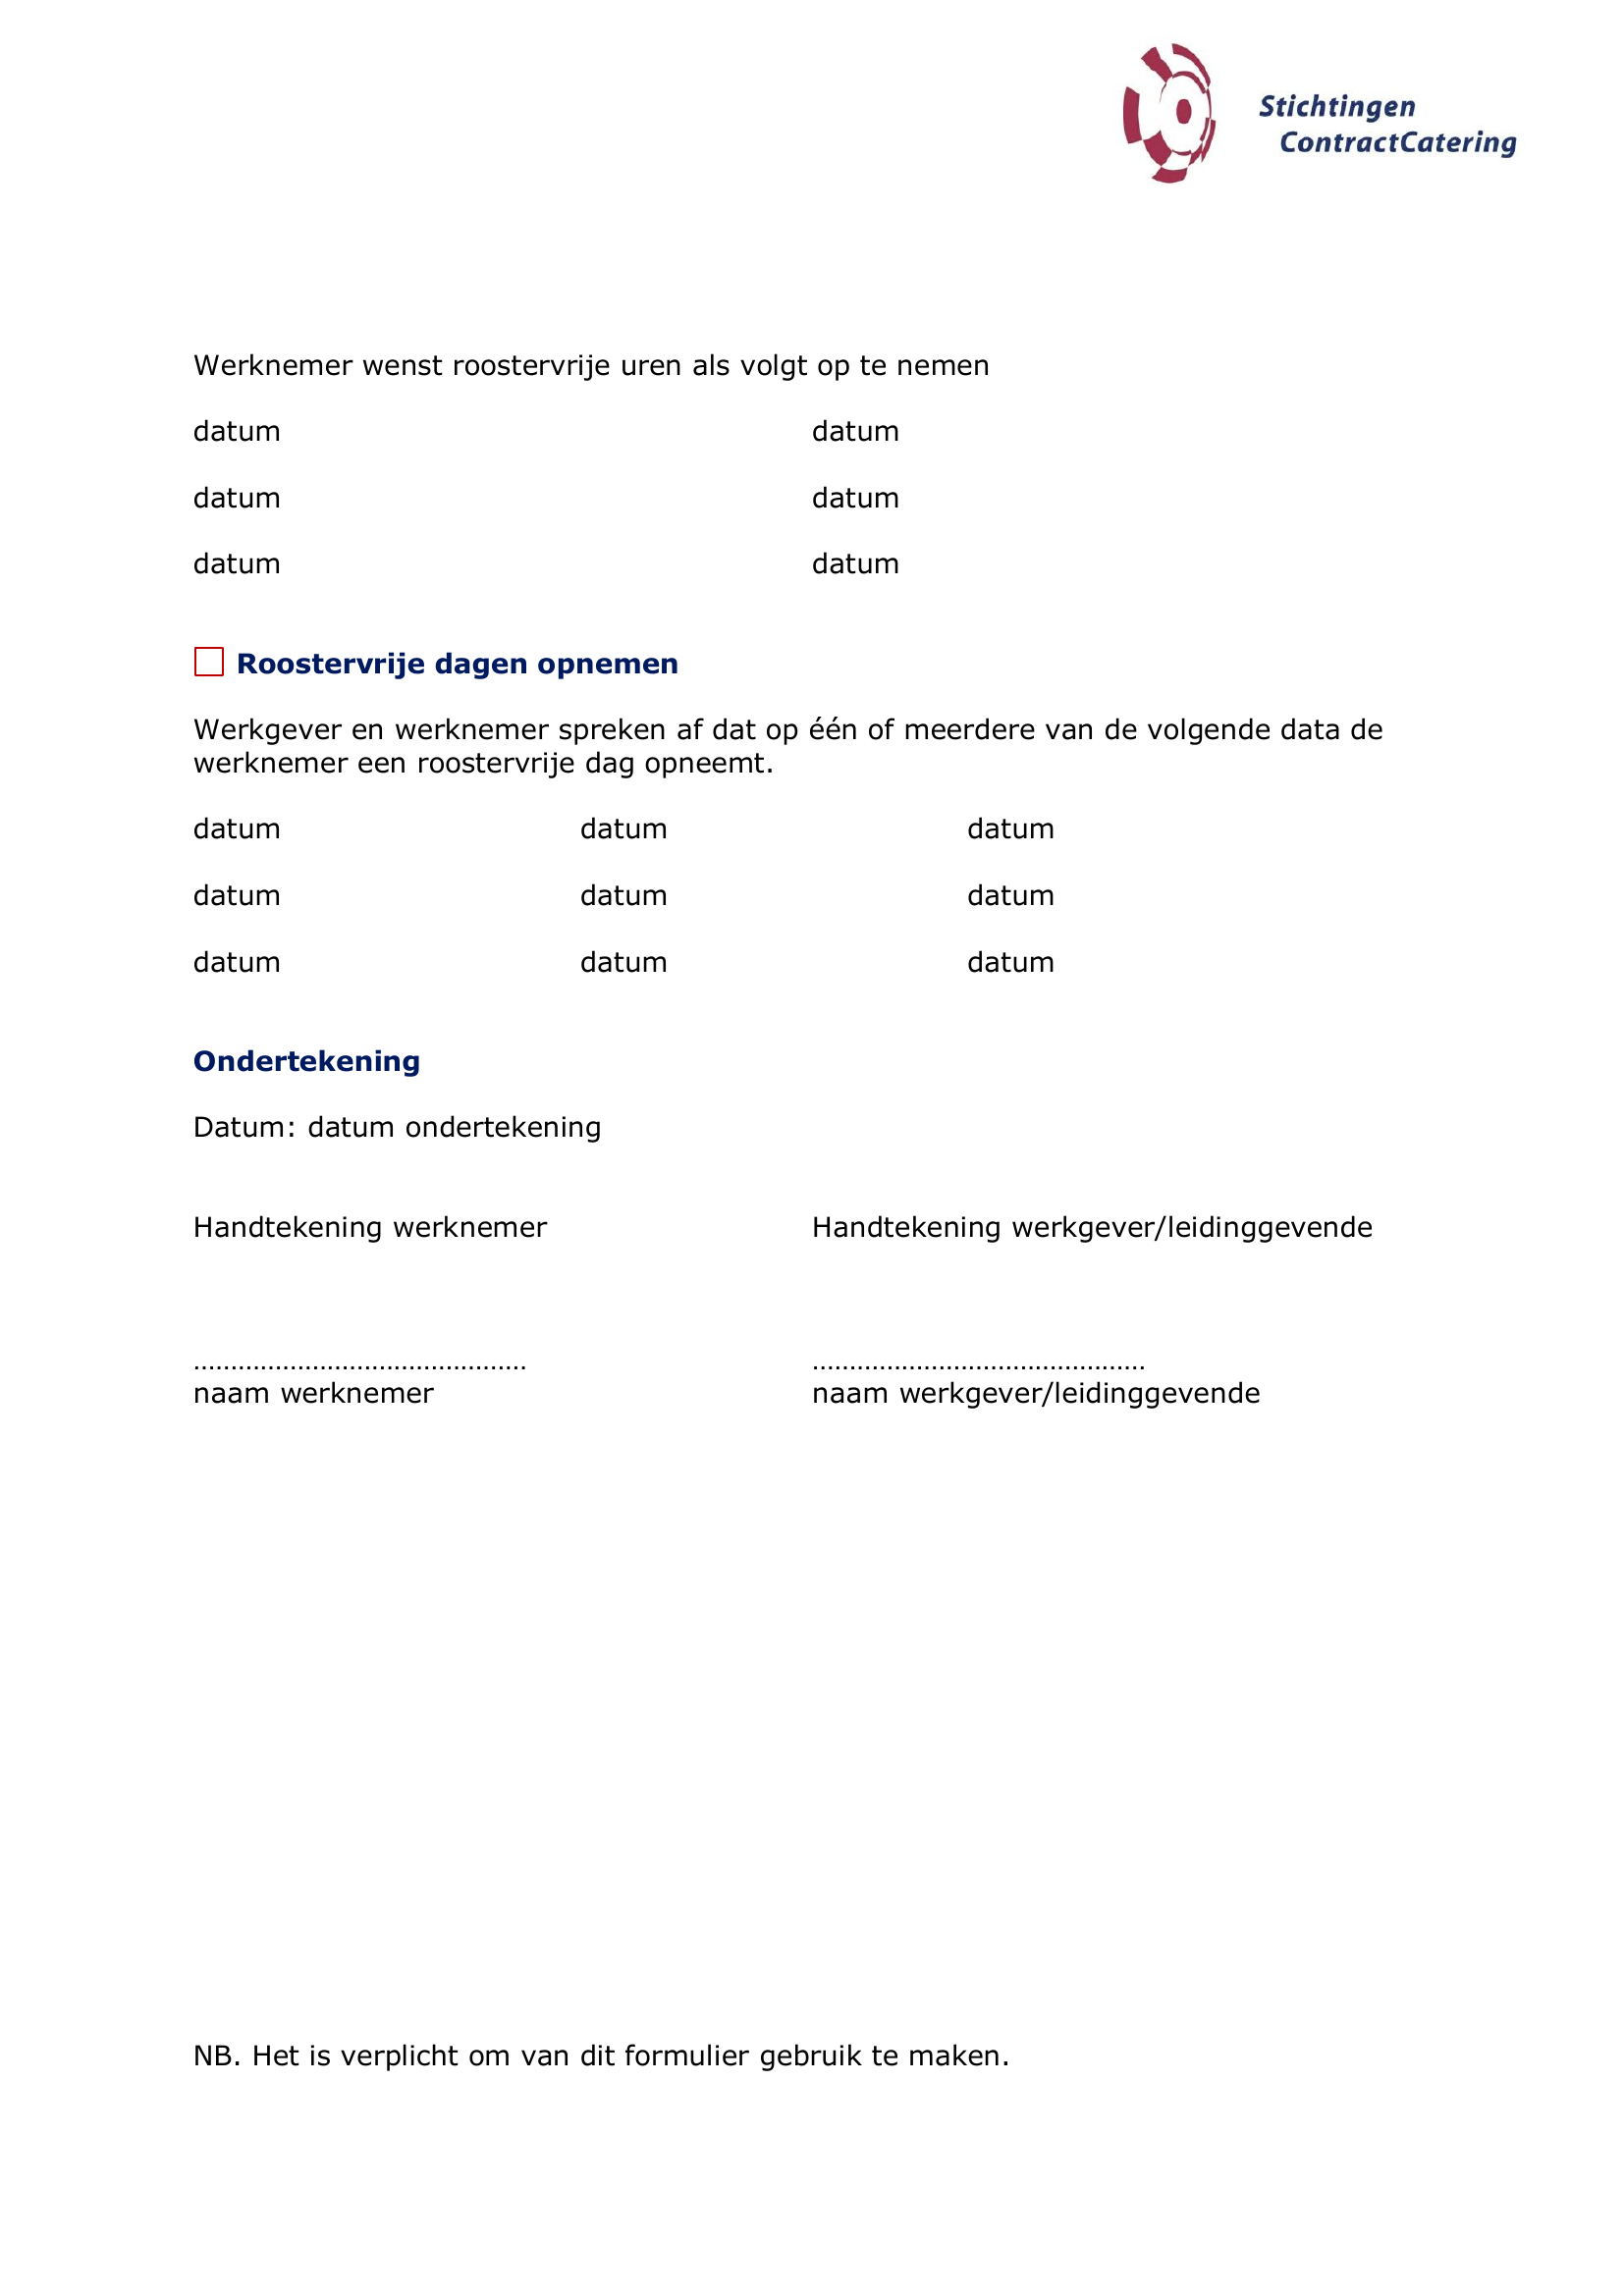 Stichtingen
ContractCatering
Werknemer wenst roostervrije uren als volgt op te nemen
datum datum
datum datum
datum datum
Roostervrije dagen opnemen
Werkgever en werknemer spreken af dat op één of meerdere van de volgende data de
werknemer een roostervrije dag opneemt.
datum datum datum
datum datum datum
datum datum datum
Ondertekening
Datum: datum ondertekening
Handtekening werknemer Handtekening werkgever/leidinggevende
............................................. .............................................
naam werknemer naam werkgever/leidinggevende
NB. Het is verplicht om van dit formulier gebruik te maken.